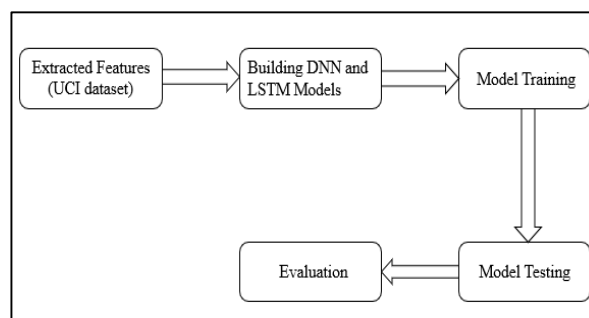 Extracted Features
(UCI dataset)
Building DNN and
LSTM Models
Model Training
Model Testing
Evaluation